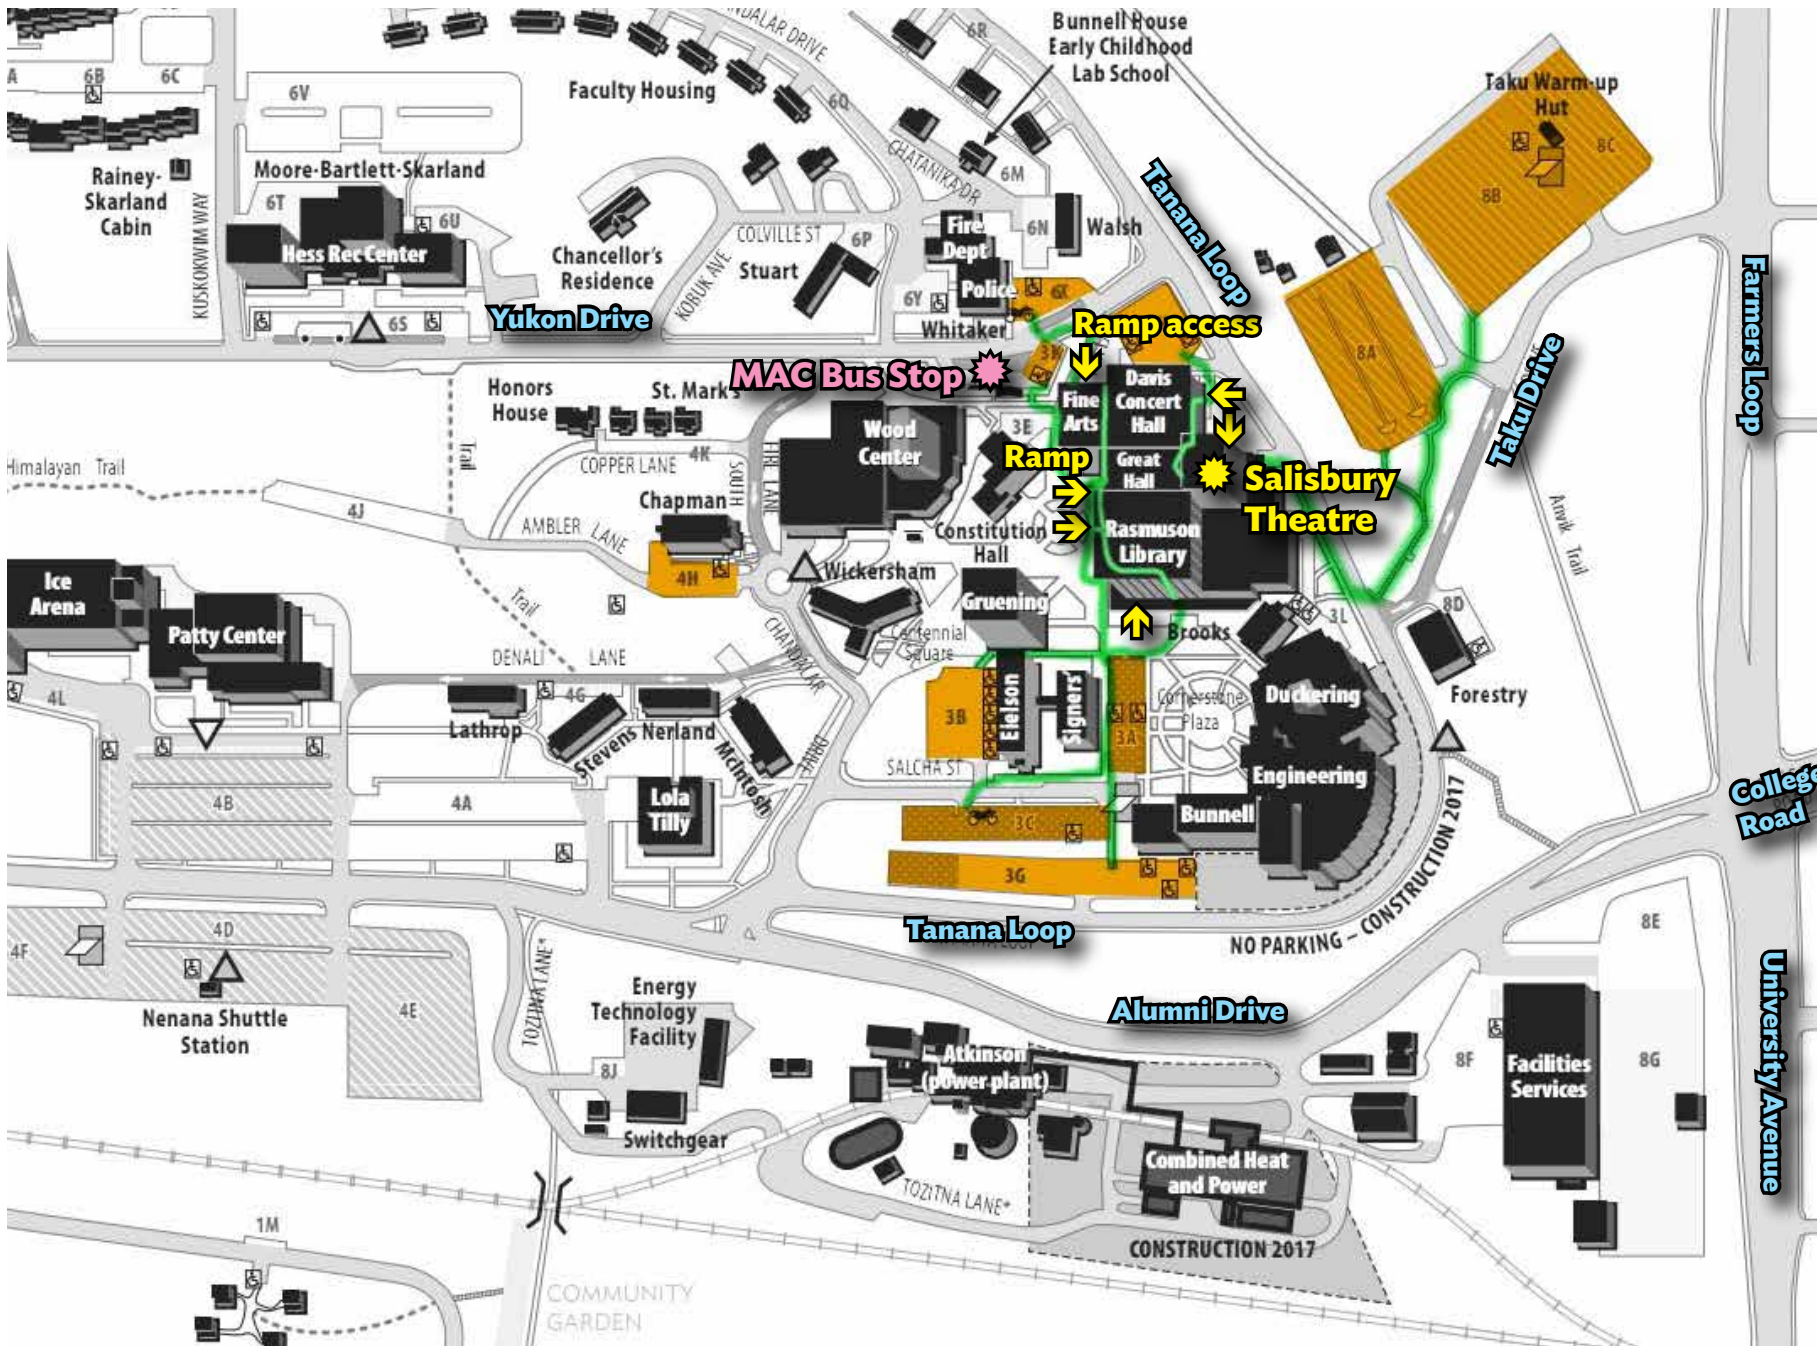 Bunnell House
Early Childhood
Lab School
6R
DALAR DRIVE
A
6B
6C
6V
Faculty Housing
6Q
Taku Warm-up
Hut
8C
8B
Rainey-
Skarland
Cabin
Moore-Bartlett-Skarland
6T
6U
Hess Rec Center
KUSKOKWIM WAY
CHATANIKA DR
6M
6N
Walsh
Tanana Loop
Chancellor's
Residence
COLVILLE ST
6P
Stuart
KOBUK AVE
Fire
Dept
Police
6Y
6X
Whitaker
6S
Yukon Drive
Ramp access
8A
Farmers Loop
Taku Drive
MAC Bus Stop
Honors
House
St. Mark's
Fine
Arts
Davis
Concert
Hall
3E
Wood
Center
Trail
Himalayan Trail
COPPER LANE
4K
SOUTH
FIRE LANE
Ramp
Great
Hall
Salisbury
Theatre
4J
Chapman
AMBLER LANE
Constitution
Hall
Rasmuson
Library
Anvik Trail
Ice
Arena
4H
Wickersham
Gruening
Trail
Patty Center
CHANDALAR
DRIVE
Centennial
Square
Brooks
3L
8D
DENALI LANE
4L
4G
Lathrop
Stevens
Nerland
McIntosh
3B
Eielson
Signers
3A
Cornerstone
Plaza
Duckering
Forestry
SALCHA ST
Engineering
4B
4A
Lola
Tilly
3C
Bunnell
College
Road
3G
Tanana Loop
NO PARKING – CONSTRUCTION 2017
4F
4D
4E
8E
Nenana Shuttle
Station
TOZITNA LANE*
Energy
Technology
Facility
Alumni Drive
University Avenue
8J
Atkinson
(power plant)
8F
Facilities
Services
8G
Switchgear
TOZITNA LANE*
Combined Heat
and Power
CONSTRUCTION 2017
1M
COMMUNITY
GARDEN